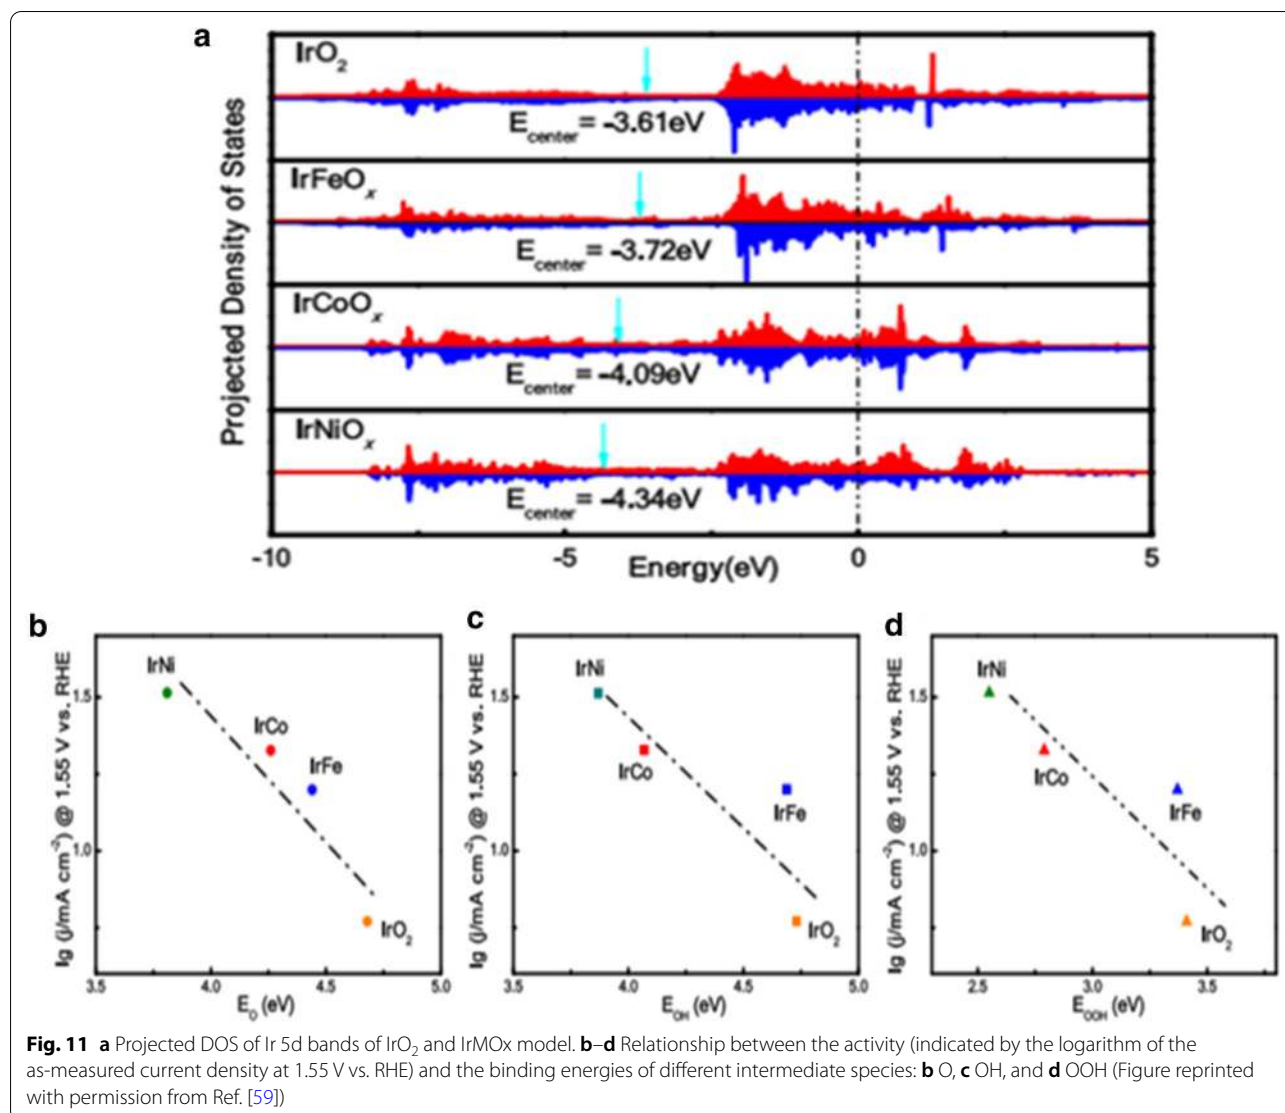 a
Projected Density of States
IrO₂
E_center = -3.61eV
IrFeOₓ
E_center = -3.72eV
IrCoOₓ
E_center = -4.09eV
IrNiOₓ
E_center = -4.34eV
-10 -5 0 5
Energy(eV)
b
lg (j/mA cm⁻²) @ 1.55 V vs. RHE
1.5
1.0
IrNi
IrCo
IrFe
IrO₂
3.5 4.0 4.5 5.0
E_O (eV)
c
lg (j/mA cm⁻²) @ 1.55 V vs. RHE
1.5
1.0
IrNi
IrCo
IrFe
IrO₂
3.5 4.0 4.5 5.0
E_OH (eV)
d
lg (j/mA cm⁻²) @ 1.55 V vs. RHE
1.5
1.0
IrNi
IrCo
IrFe
IrO₂
2.5 3.0 3.5
E_OOH (eV)
Fig. 11 a Projected DOS of Ir 5d bands of IrO₂ and IrMOx model. b–d Relationship between the activity (indicated by the logarithm of the
as-measured current density at 1.55 V vs. RHE) and the binding energies of different intermediate species: b O, c OH, and d OOH (Figure reprinted
with permission from Ref. [59])